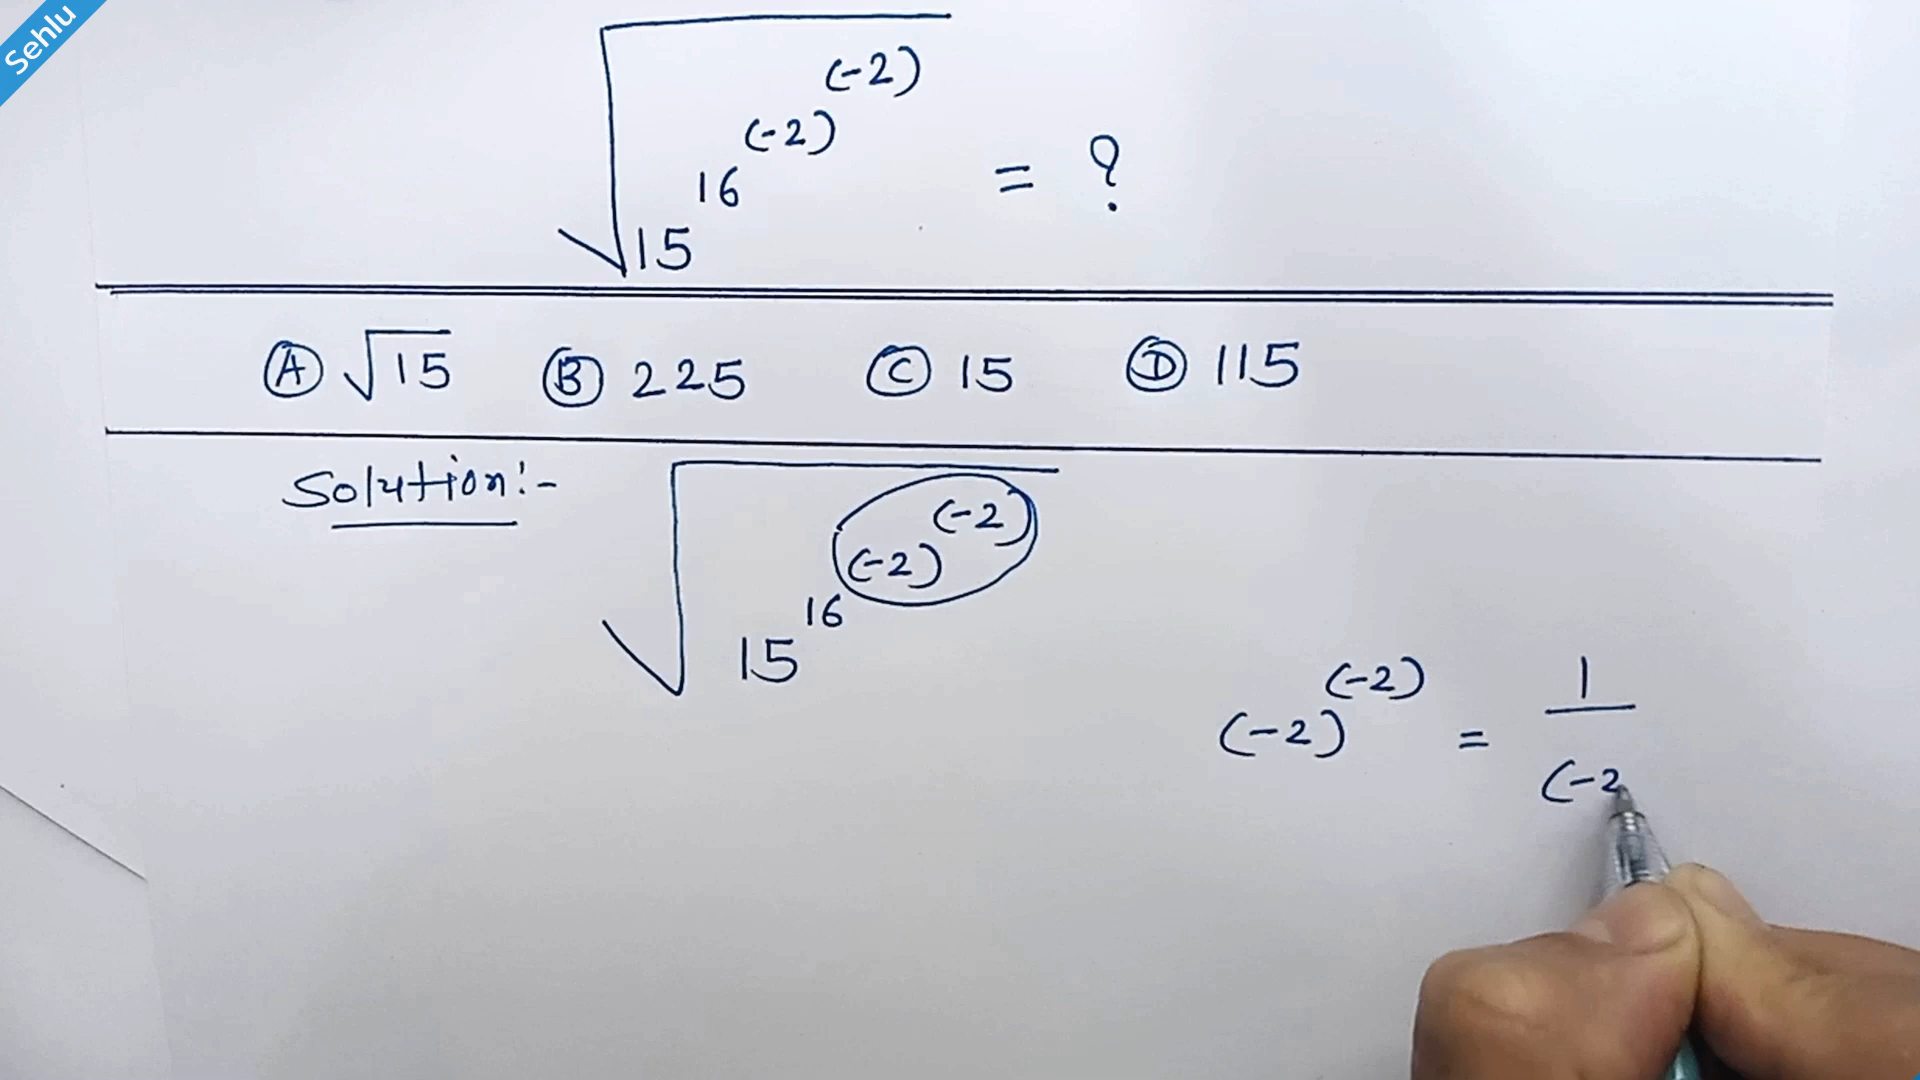 Sehlu
√15^16^(-2)^(-2) = ?
Ⓐ √15 Ⓑ 225 Ⓒ 15 Ⓓ 115
Solution:- √15^16^(-2)^(-2)
(-2)^(-2) = 1/(-2